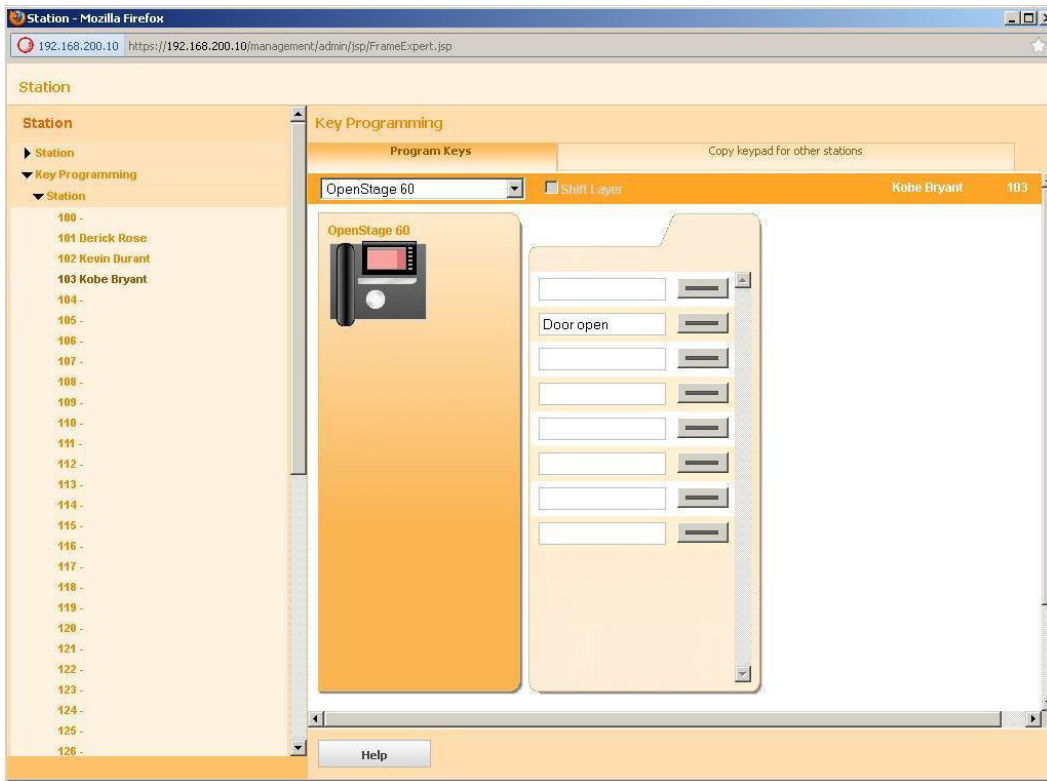 Station - Mozilla Firefox
192.168.200.10 https://192.168.200.10/management/admin/jsp/FrameExpert.jsp
Station
Station
Station
Key Programming
Station
100 -
101 Derick Rose
102 Kevin Durant
103 Kobe Bryant
104 -
105 -
106 -
107 -
108 -
109 -
110 -
111 -
112 -
113 -
114 -
115 -
116 -
117 -
118 -
119 -
120 -
121 -
122 -
123 -
124 -
125 -
126 -
Key Programming
Program Keys
Copy keypad for other stations
OpenStage 60
Shift Layer
Kobe Bryant 103
OpenStage 60
Door open
Help